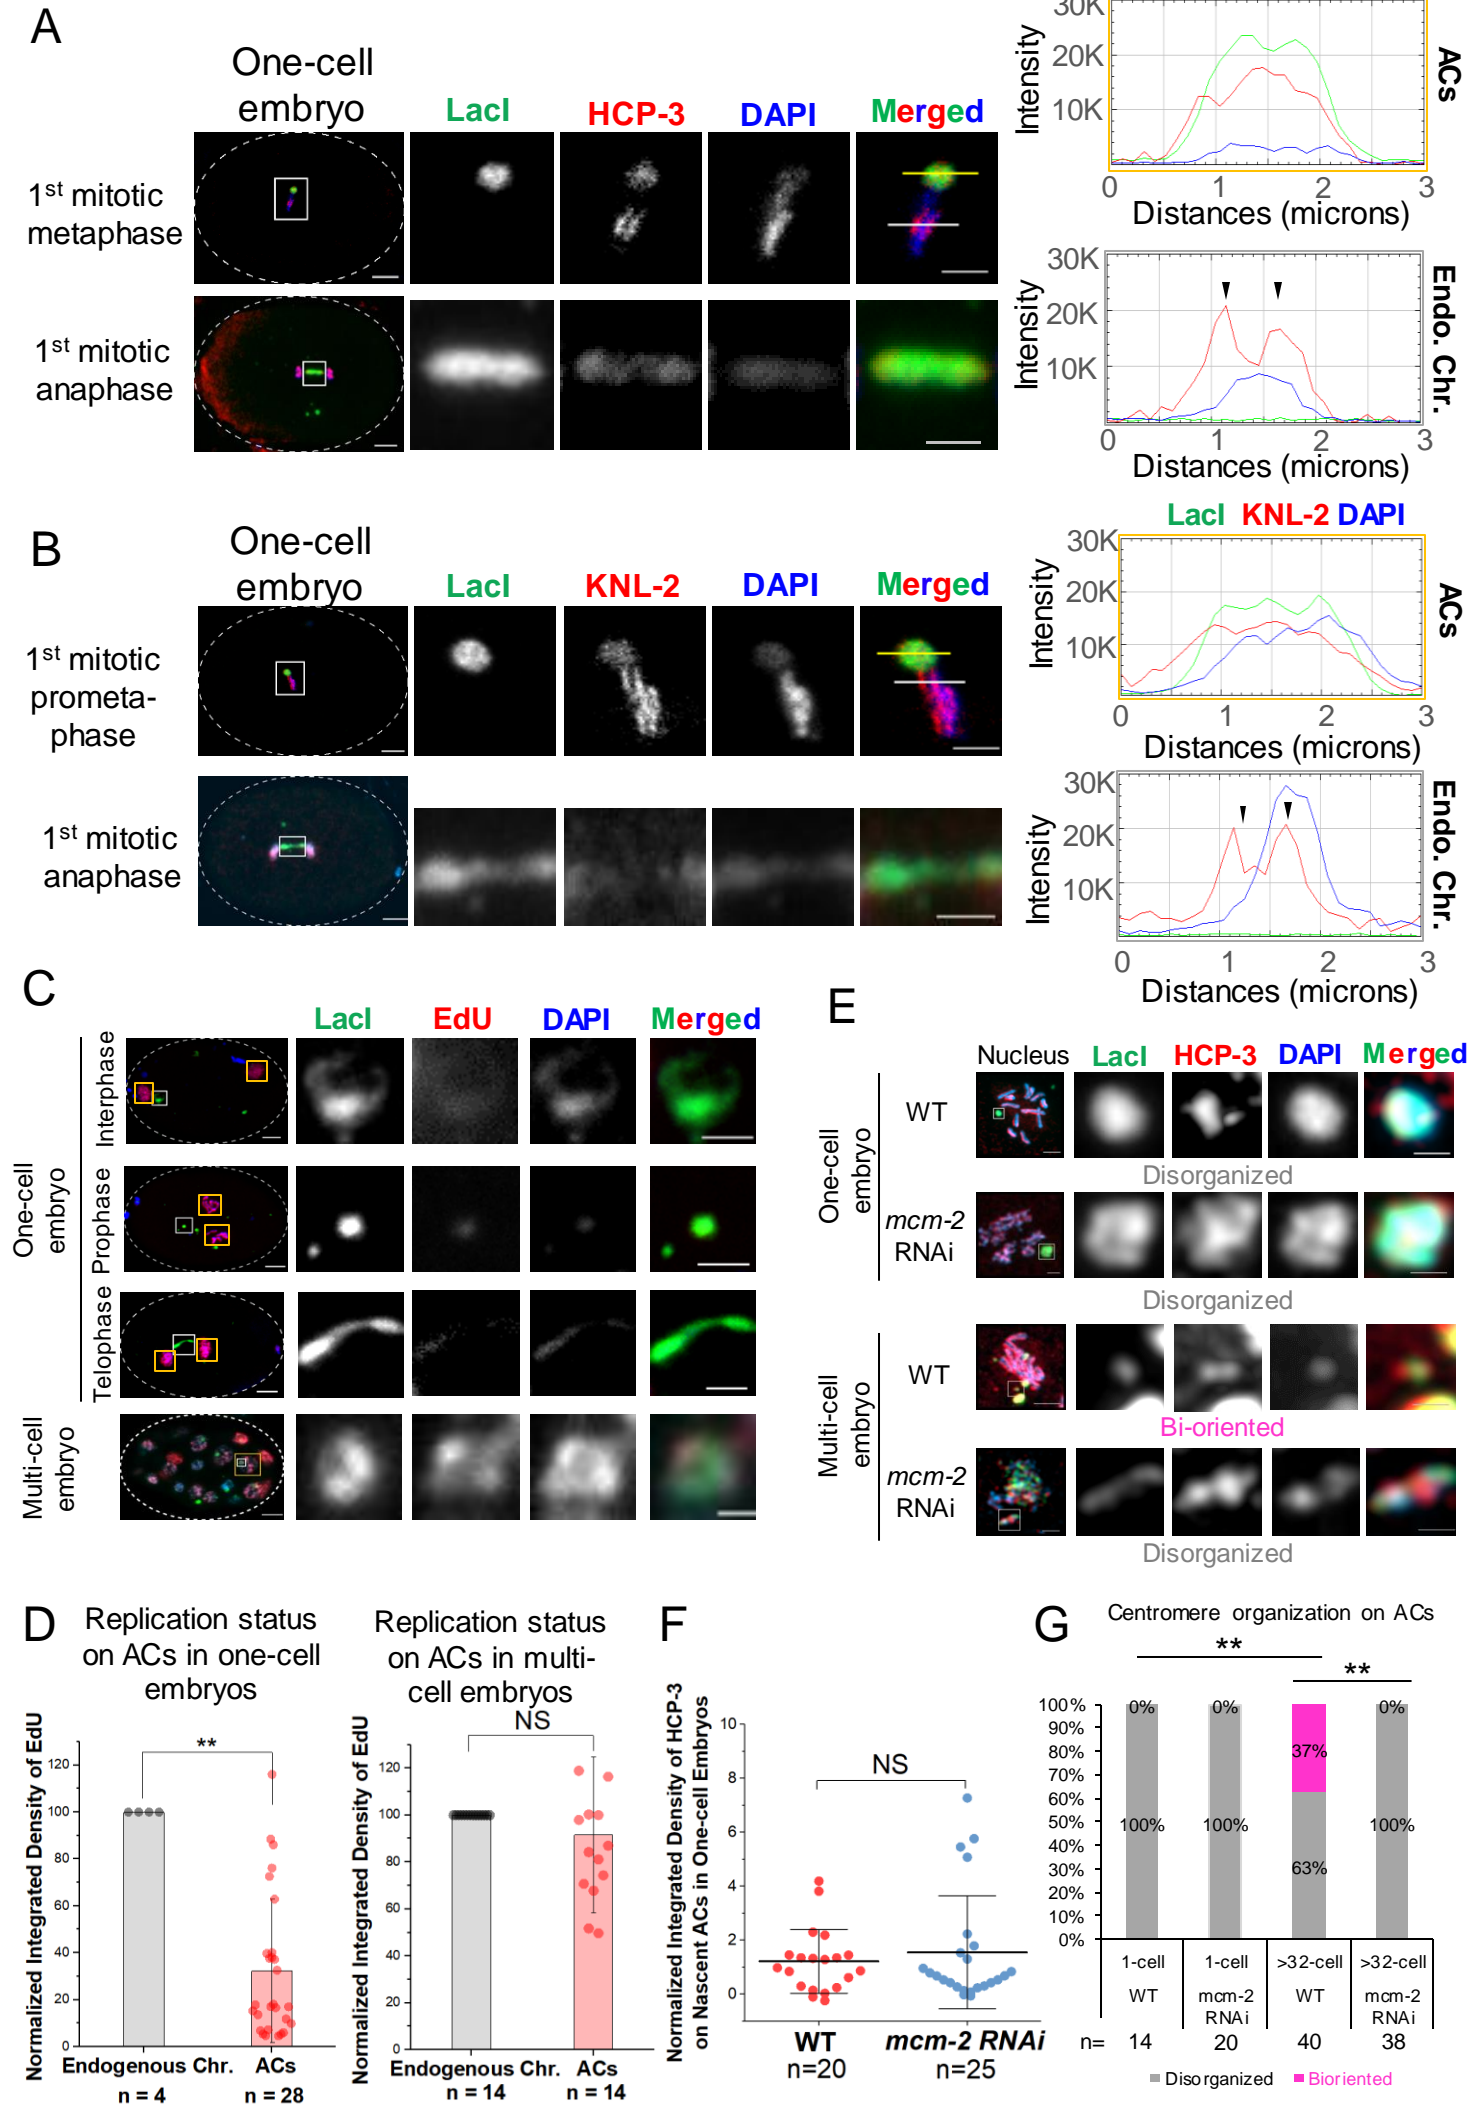 A
One-cell
embryo
LacI
HCP-3
DAPI
Merged
1st mitotic
metaphase
1st mitotic
anaphase
Intensity
30K
20K
10K
0
1
2
3
Distances (microns)
ACs
Intensity
30K
20K
10K
0
1
2
3
Distances (microns)
Endo. Chr.
B
One-cell
embryo
LacI
KNL-2
DAPI
Merged
1st mitotic
prometa-
phase
1st mitotic
anaphase
LacI KNL-2 DAPI
Intensity
30K
20K
10K
0
1
2
3
Distances (microns)
ACs
Intensity
30K
20K
10K
0
1
2
3
Distances (microns)
Endo. Chr.
C
LacI
EdU
DAPI
Merged
One-cell
embryo
Interphase
Prophase
Telophase
Multi-cell
embryo
E
Nucleus
LacI
HCP-3
DAPI
Merged
One-cell
embryo
WT
Disorganized
mcm-2
RNAi
Disorganized
Multi-cell
embryo
WT
Bi-oriented
mcm-2
RNAi
Disorganized
D
Replication status
on ACs in one-cell
embryos
Normalized Integrated Density of EdU
120
100
80
60
40
20
0
**
Endogenous Chr.
ACs
n = 4
n = 28
Replication status
on ACs in multi-
cell embryos
Normalized Integrated Density of EdU
120
100
80
60
40
20
0
NS
Endogenous Chr.
ACs
n = 14
n = 14
F
Normalized Integrated Density of HCP-3
on Nascent ACs in One-cell Embryos
10
8
6
4
2
0
NS
WT
mcm-2 RNAi
n=20
n=25
G
Centromere organization on ACs
**
**
100%
90%
80%
70%
60%
50%
40%
30%
20%
10%
0%
0%
0%
37%
0%
100%
100%
63%
100%
1-cell
1-cell
>32-cell
>32-cell
WT
mcm-2
RNAi
WT
mcm-2
RNAi
n=
14
20
40
38
Disorganized
Bioriented